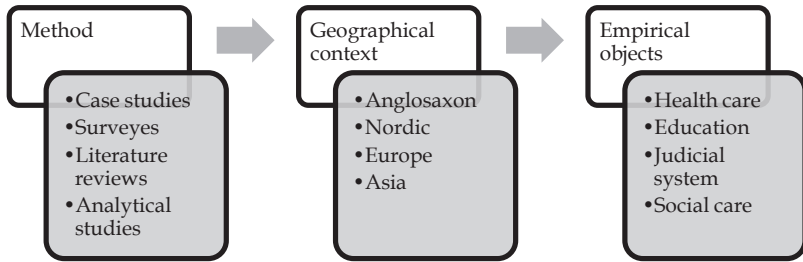 Method
•Case studies
•Surveyes
•Literature
reviews
•Analytical
studies
Geographical
context
•Anglosaxon
•Nordic
•Europe
•Asia
Empirical
objects
•Health care
•Education
•Judicial
system
•Social care